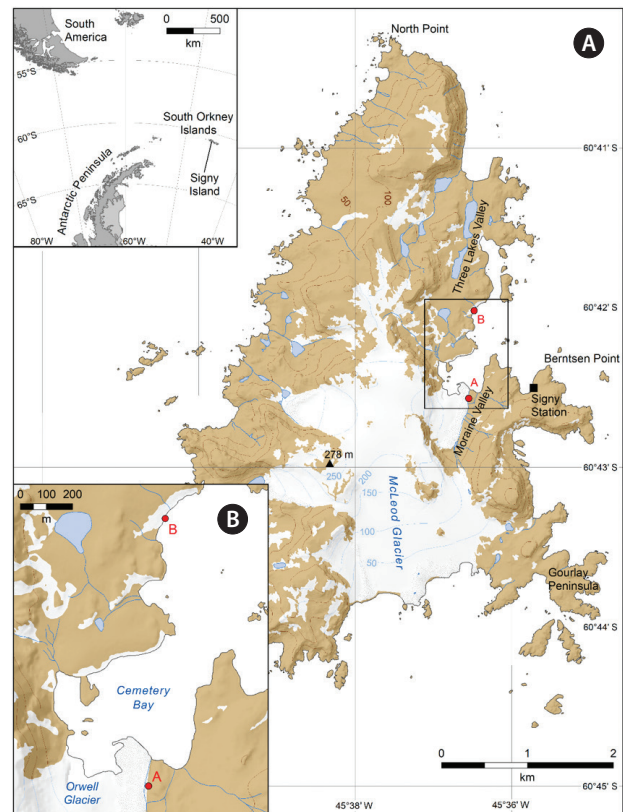 South
America
0 500
km
55°S
60°S
65°S
South Orkney
Islands
Signy
Island
Antarctic Peninsula
80°W
60°W
40°W
A
North Point
60°41'S
50
100
Three Lakes Valley
60°42'S
B
Berntsen Point
A
Signy
Station
Moraine Valley
278 m
60°43'S
250
200
150
100
50
McLeod Glacier
Gourlay
Peninsula
60°44'S
0 1 2
km
60°45'S
45°38'W
45°36'W
0 100 200
m
B
B
Cemetery
Bay
A
Orwell
Glacier